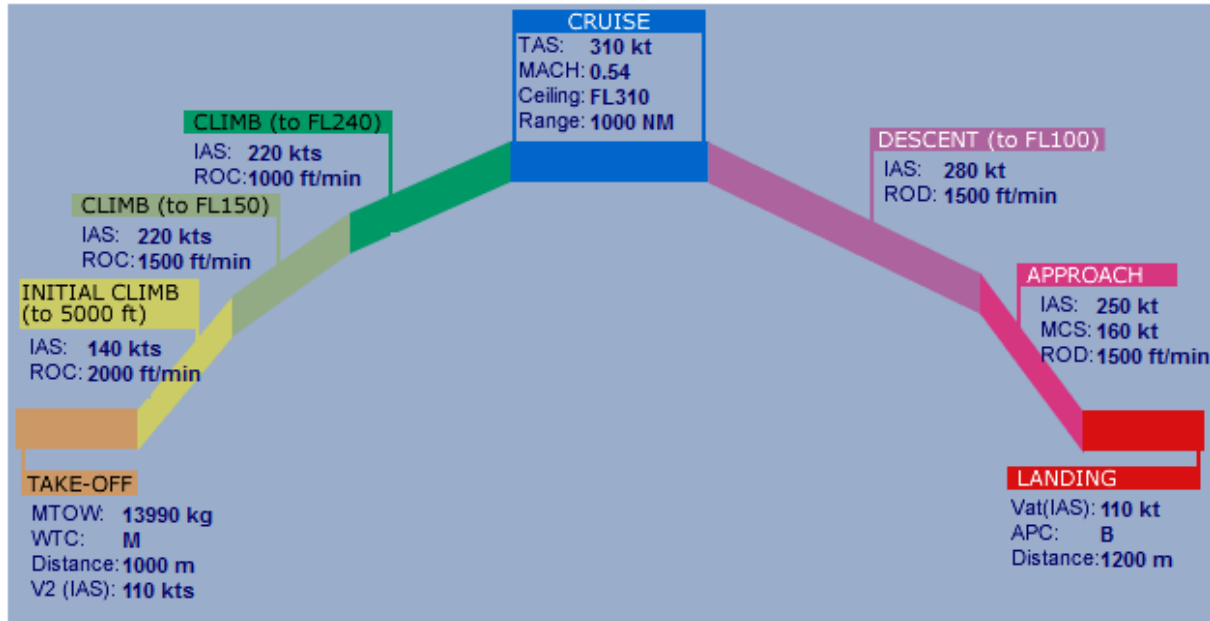 CRUISE
TAS: 310 kt
MACH: 0.54
Ceiling: FL310
Range: 1000 NM
CLIMB (to FL240)
IAS: 220 kts
ROC: 1000 ft/min
CLIMB (to FL150)
IAS: 220 kts
ROC: 1500 ft/min
INITIAL CLIMB
(to 5000 ft)
IAS: 140 kts
ROC: 2000 ft/min
TAKE-OFF
MTOW: 13990 kg
WTC: M
Distance: 1000 m
V2 (IAS): 110 kts
DESCENT (to FL100)
IAS: 280 kt
ROD: 1500 ft/min
APPROACH
IAS: 250 kt
MCS: 160 kt
ROD: 1500 ft/min
LANDING
Vat(IAS): 110 kt
APC: B
Distance: 1200 m